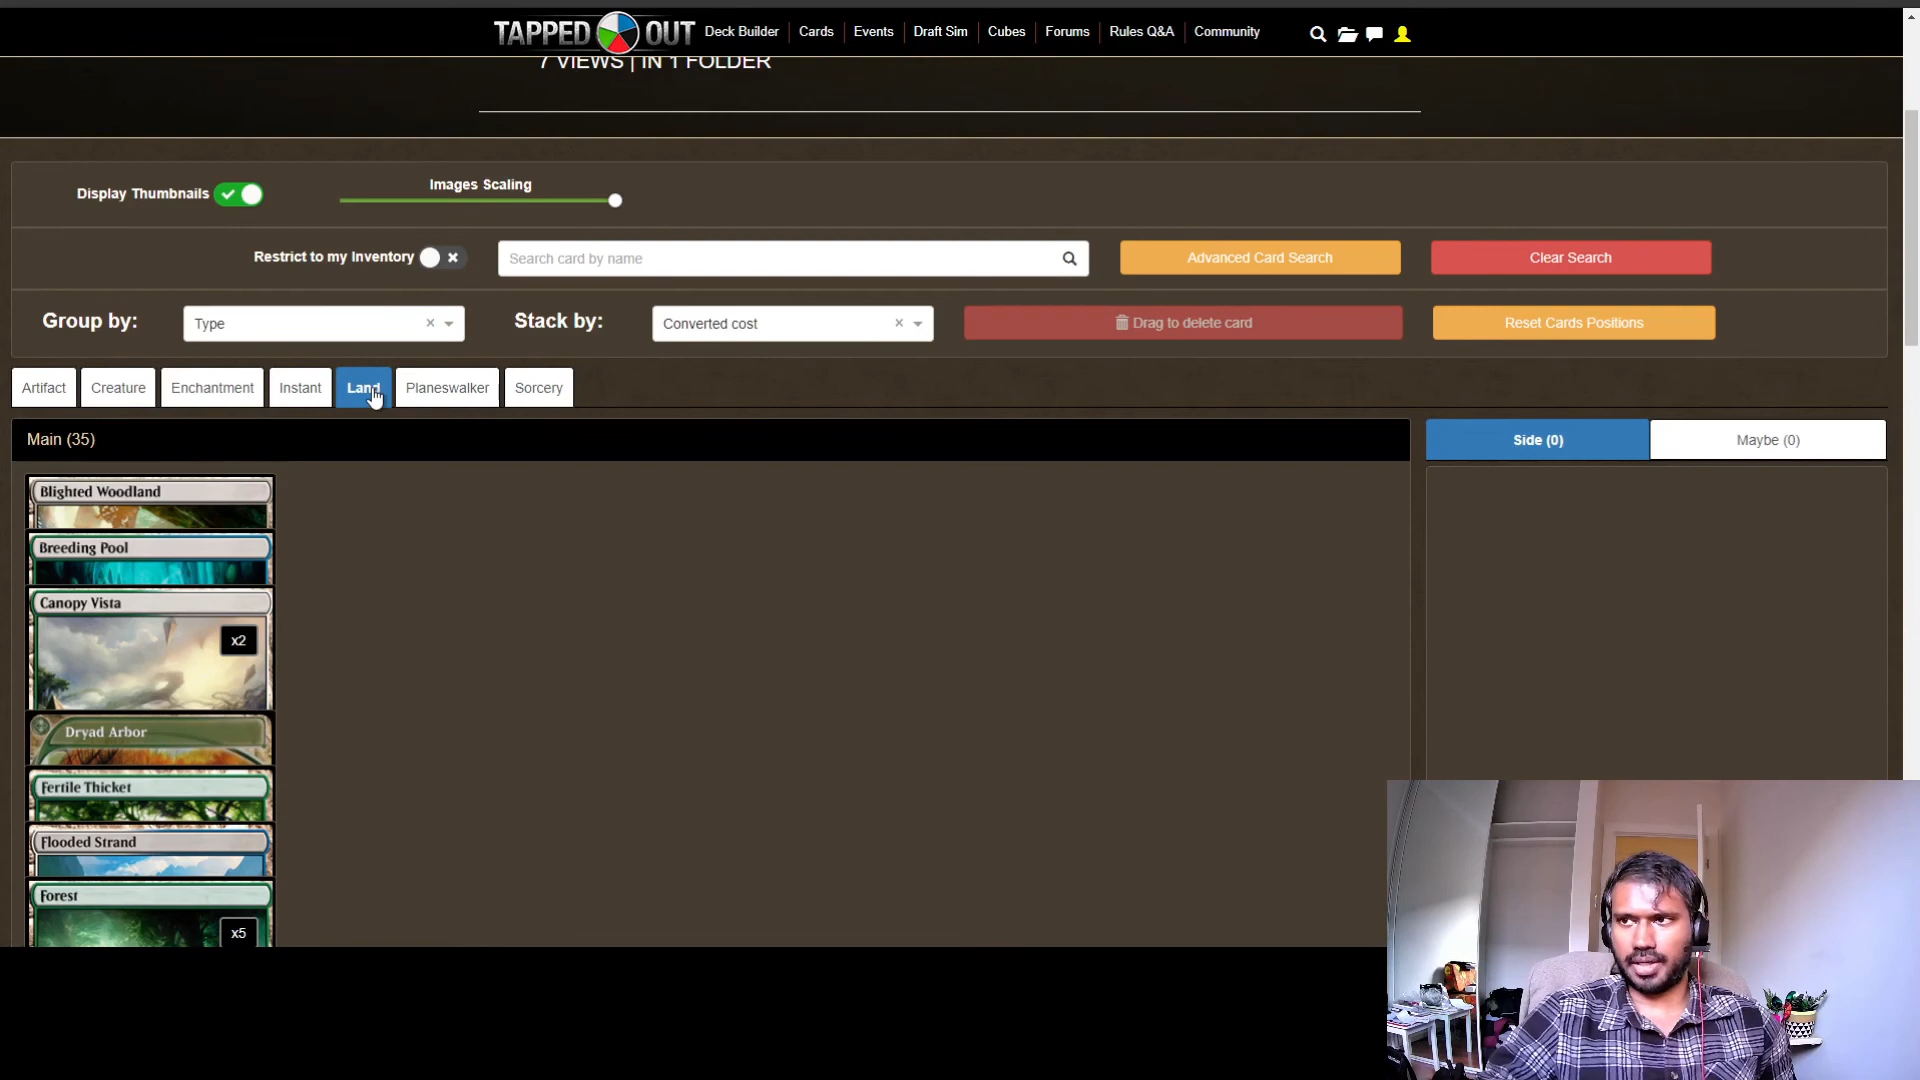 TAPPED OUT Deck Builder Cards Events Draft Sim Cubes Forums Rules Q&A Community
7 VIEWS | IN 1 FOLDER
Display Thumbnails
Images Scaling
Restrict to my Inventory
Search card by name
Advanced Card Search
Clear Search
Group by: Type
Stack by: Converted cost
Drag to delete card
Reset Cards Positions
Artifact Creature Enchantment Instant Land Planeswalker Sorcery
Main (35)
Side (0)
Maybe (0)
Blighted Woodland
Breeding Pool
Canopy Vista
x2
Dryad Arbor
Fertile Thicket
Flooded Strand
Forest
x5